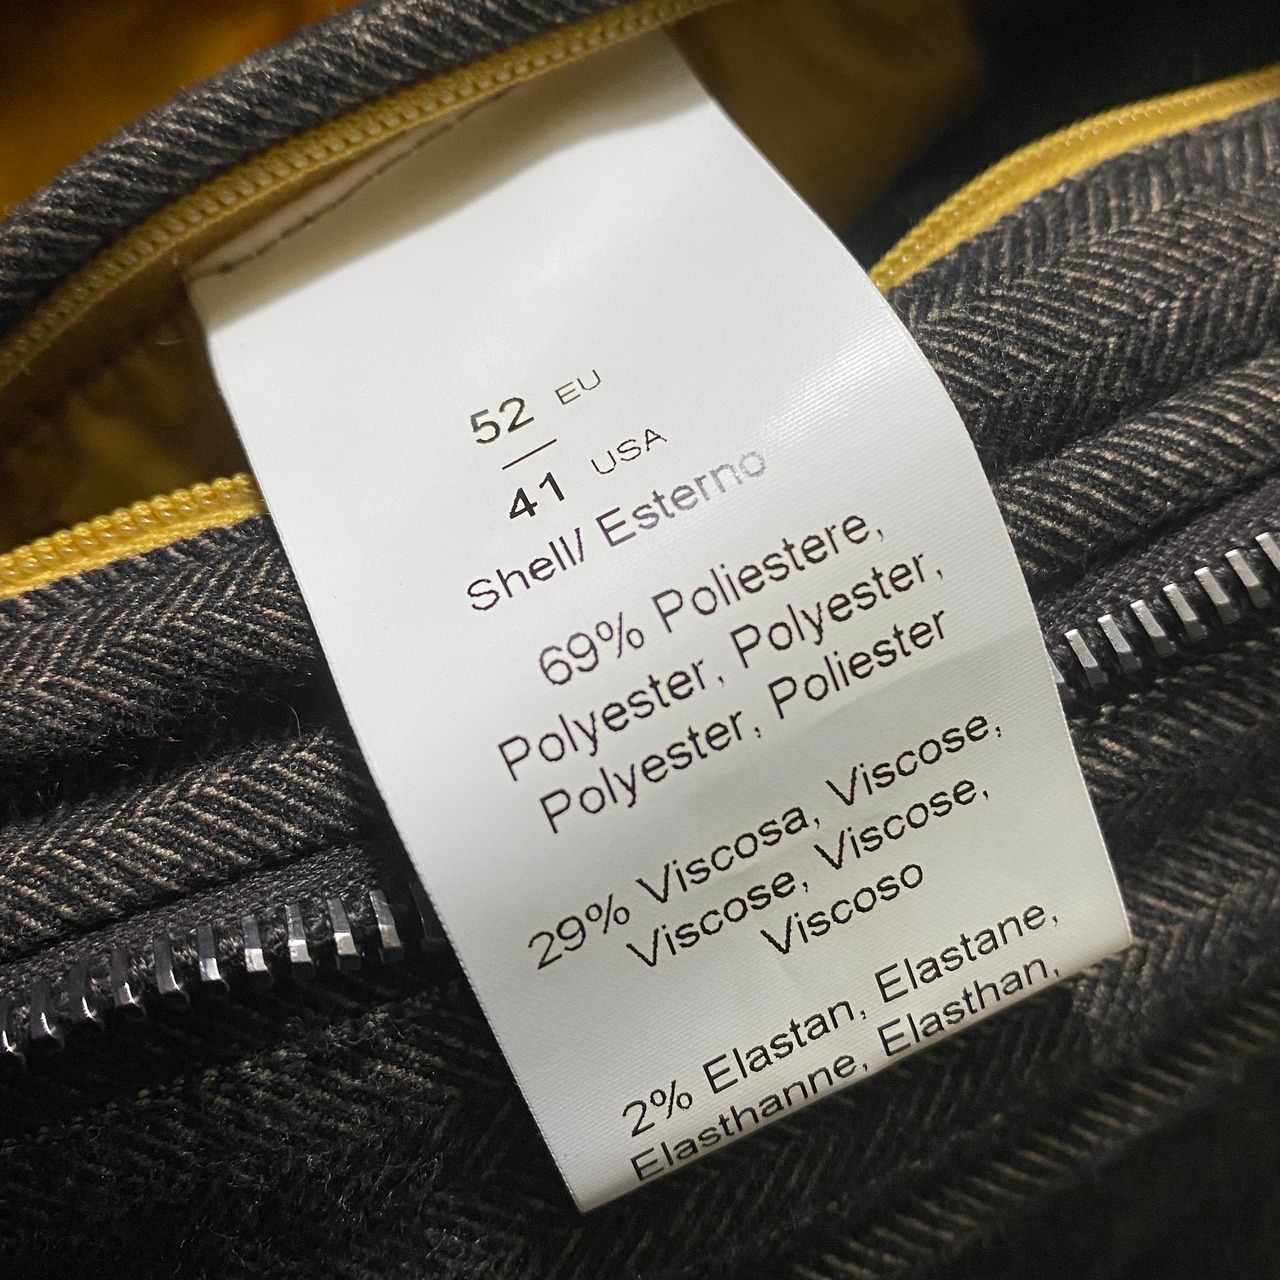 52 EU
41 USA
Shell/ Esterno
69% Poliestere,
Polyester, Polyester,
Polyester, Poliester
29% Viscosa, Viscose,
Viscose, Viscose,
Viscoso
2% Elastan, Elastane,
Elasthanne, Elasthan,